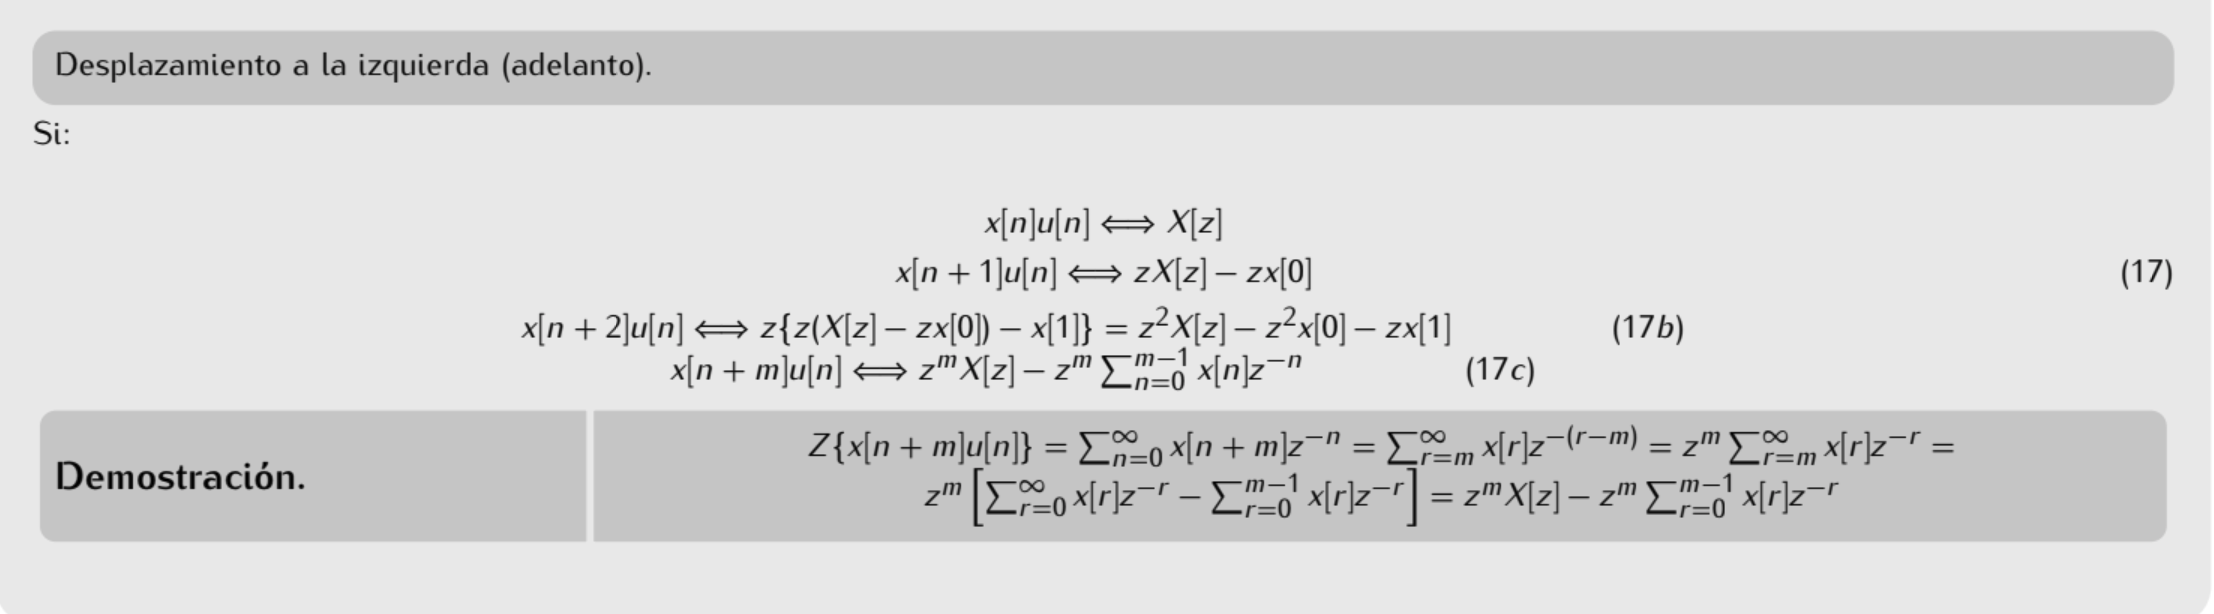 Desplazamiento a la izquierda (adelanto).
Si:
x[n]u[n] ⟺ X[z]
x[n + 1]u[n] ⟺ zX[z] − zx[0] (17)
x[n + 2]u[n] ⟺ z{z(X[z] − zx[0]) − x[1]} = z²X[z] − z²x[0] − zx[1] (17b)
x[n + m]u[n] ⟺ z^m X[z] − z^m ∑_{n=0}^{m−1} x[n]z^{−n} (17c)
Demostración.
Z{x[n + m]u[n]} = ∑_{n=0}^{∞} x[n + m]z^{−n} = ∑_{r=m}^{∞} x[r]z^{−(r−m)} = z^m ∑_{r=m}^{∞} x[r]z^{−r} =
z^m [∑_{r=0}^{∞} x[r]z^{−r} − ∑_{r=0}^{m−1} x[r]z^{−r}] = z^m X[z] − z^m ∑_{r=0}^{m−1} x[r]z^{−r}